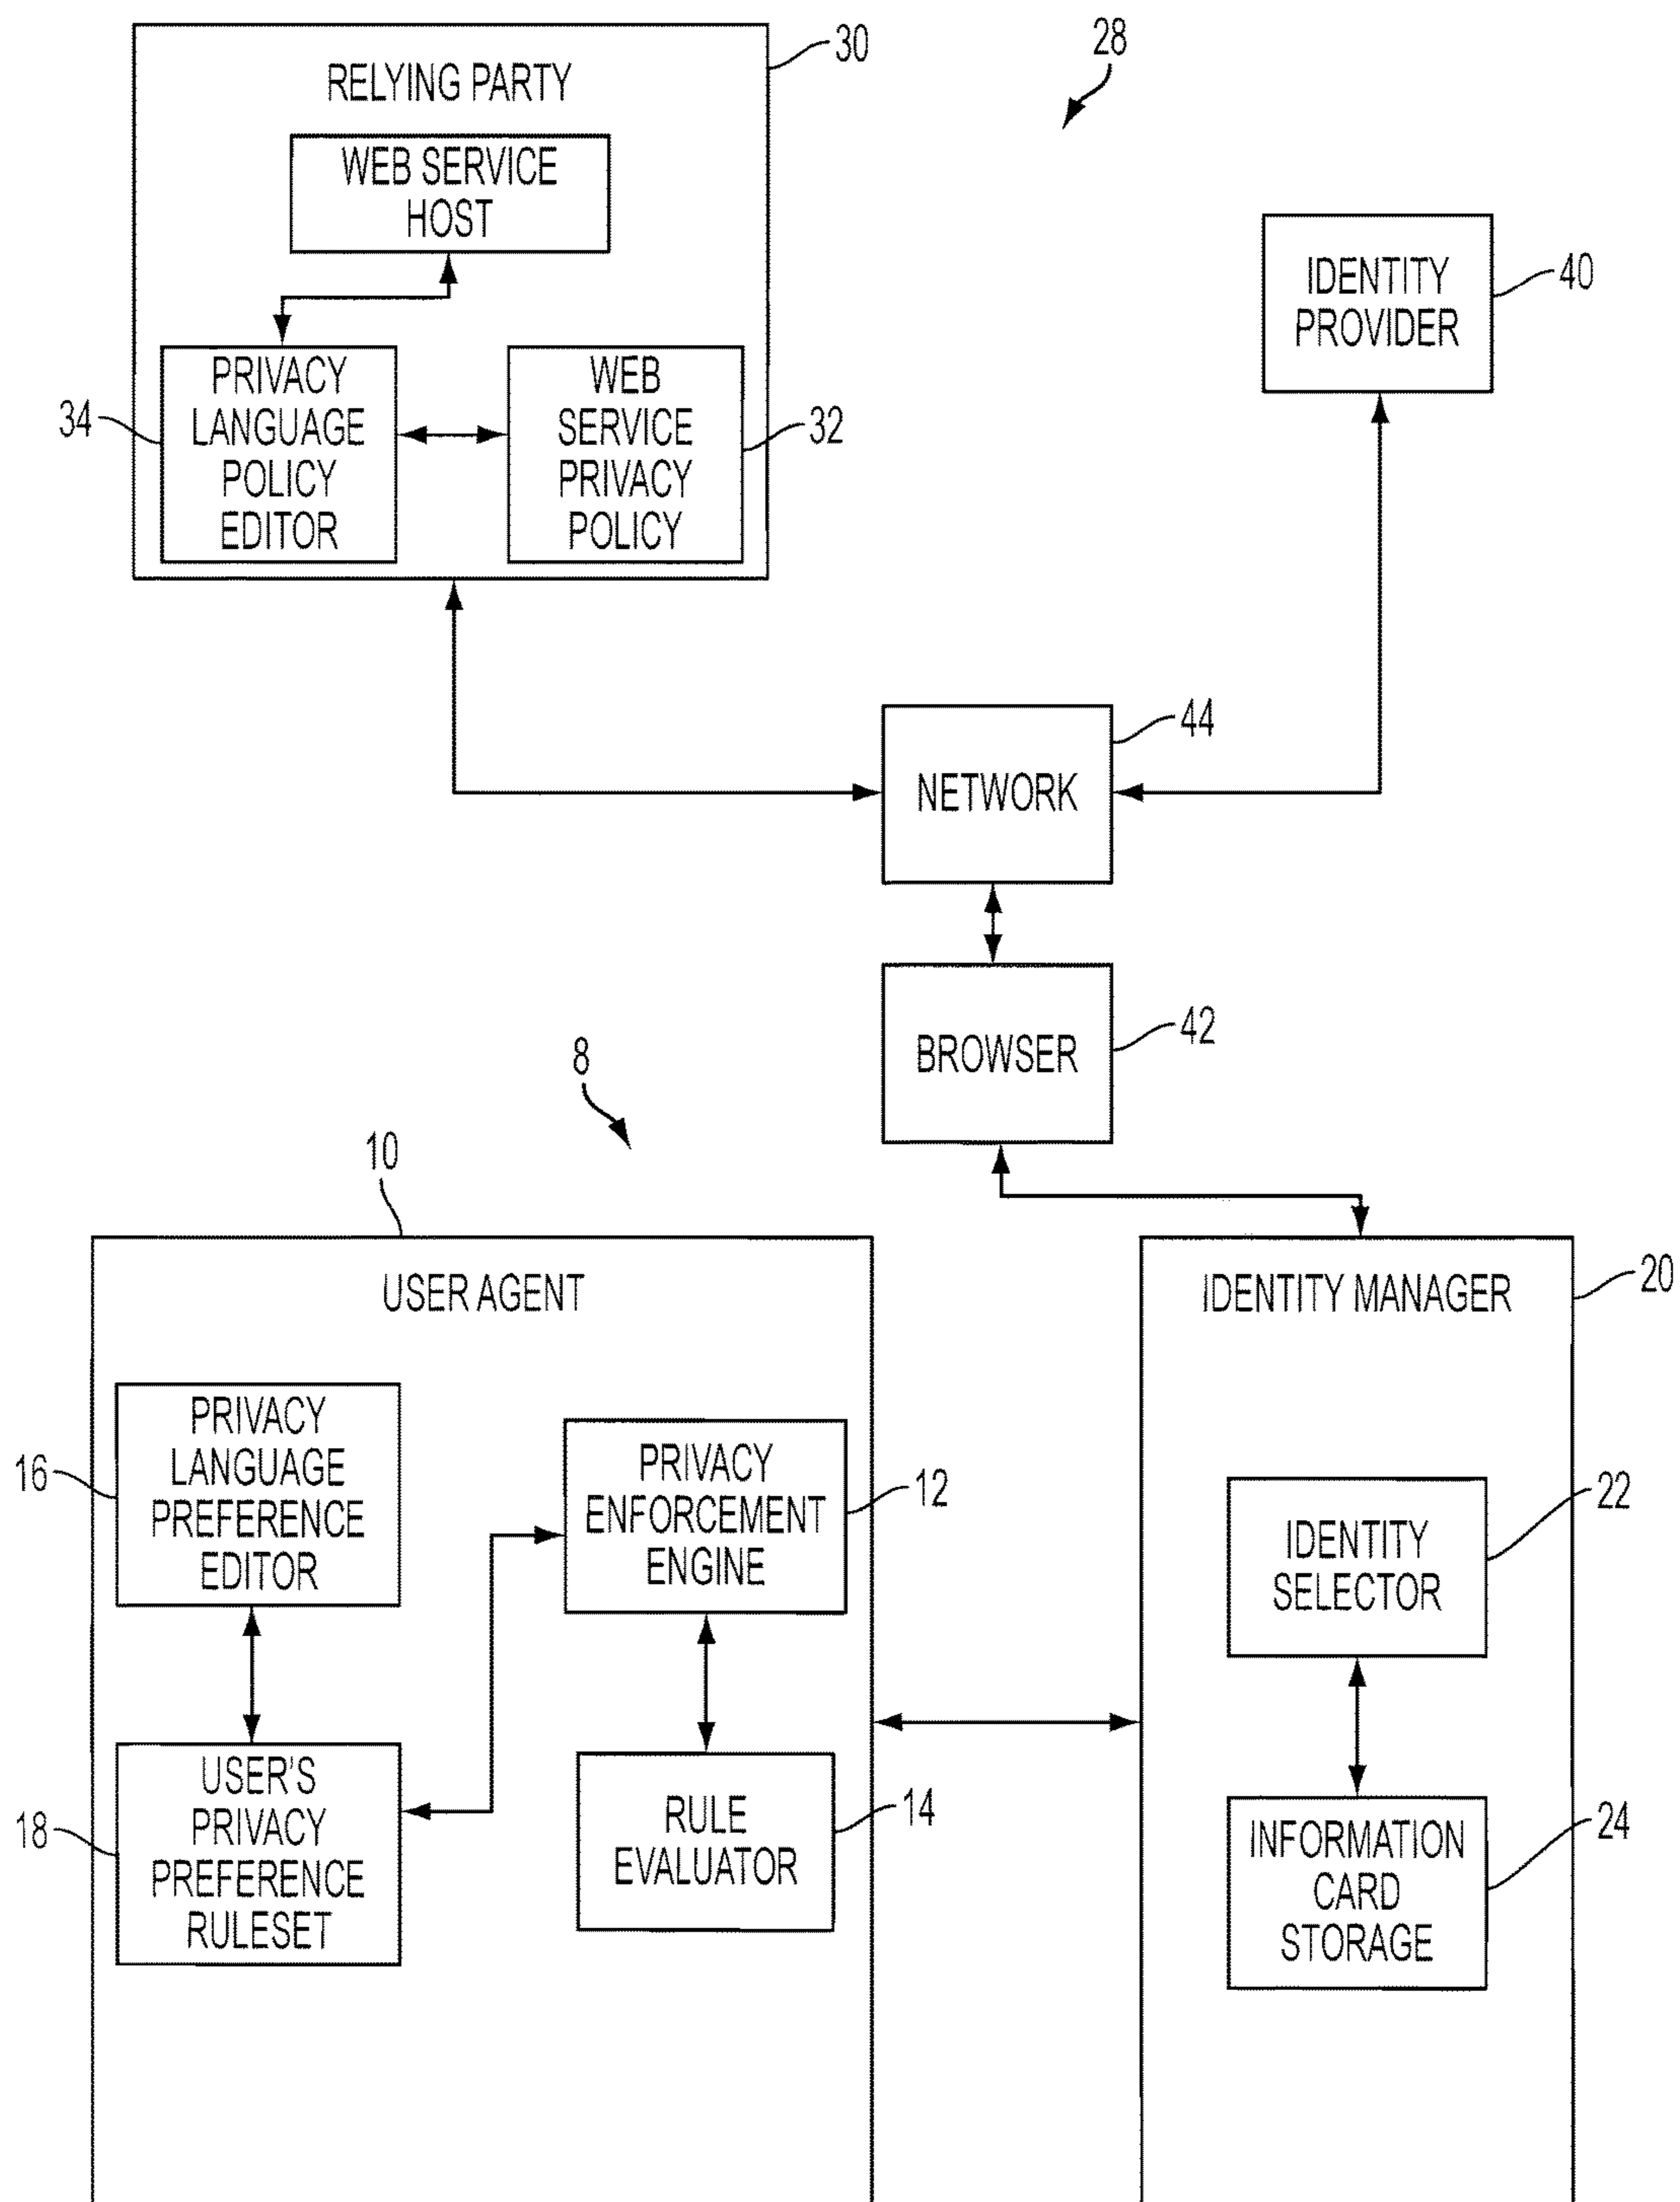 30
28
RELYING PARTY
WEB SERVICE
HOST
IDENTITY
PROVIDER
40
34
PRIVACY
LANGUAGE
POLICY
EDITOR
WEB
SERVICE
PRIVACY
POLICY
32
44
NETWORK
BROWSER
42
8
10
USER AGENT
IDENTITY MANAGER
20
16
PRIVACY
LANGUAGE
PREFERENCE
EDITOR
PRIVACY
ENFORCEMENT
ENGINE
12
IDENTITY
SELECTOR
22
18
USER'S
PRIVACY
PREFERENCE
RULESET
RULE
EVALUATOR
14
INFORMATION
CARD
STORAGE
24